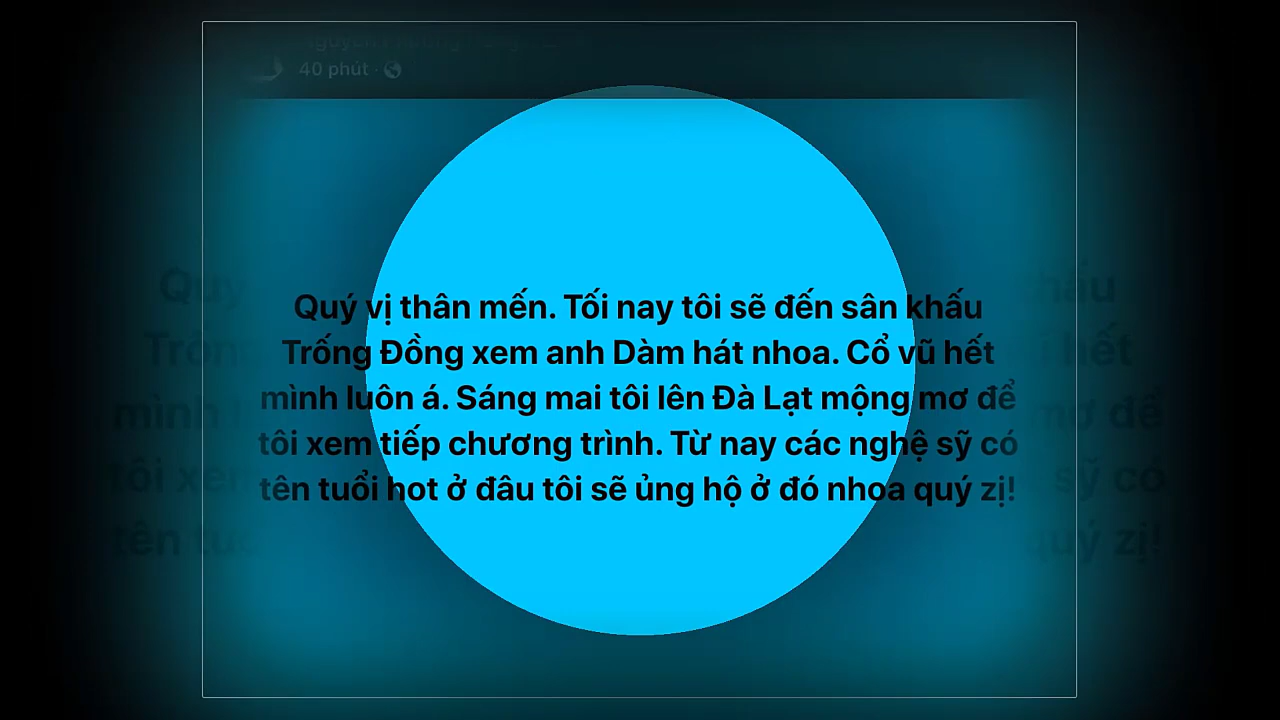 40 phút ·
Quý vị thân mến. Tối nay tôi sẽ đến sân khấu
Trống Đồng xem anh Dàm hát nhoa. Cổ vũ hết
mình luôn á. Sáng mai tôi lên Đà Lạt mộng mơ để
tôi xem tiếp chương trình. Từ nay các nghệ sỹ có
tên tuổi hot ở đâu tôi sẽ ủng hộ ở đó nhoa quý zị!